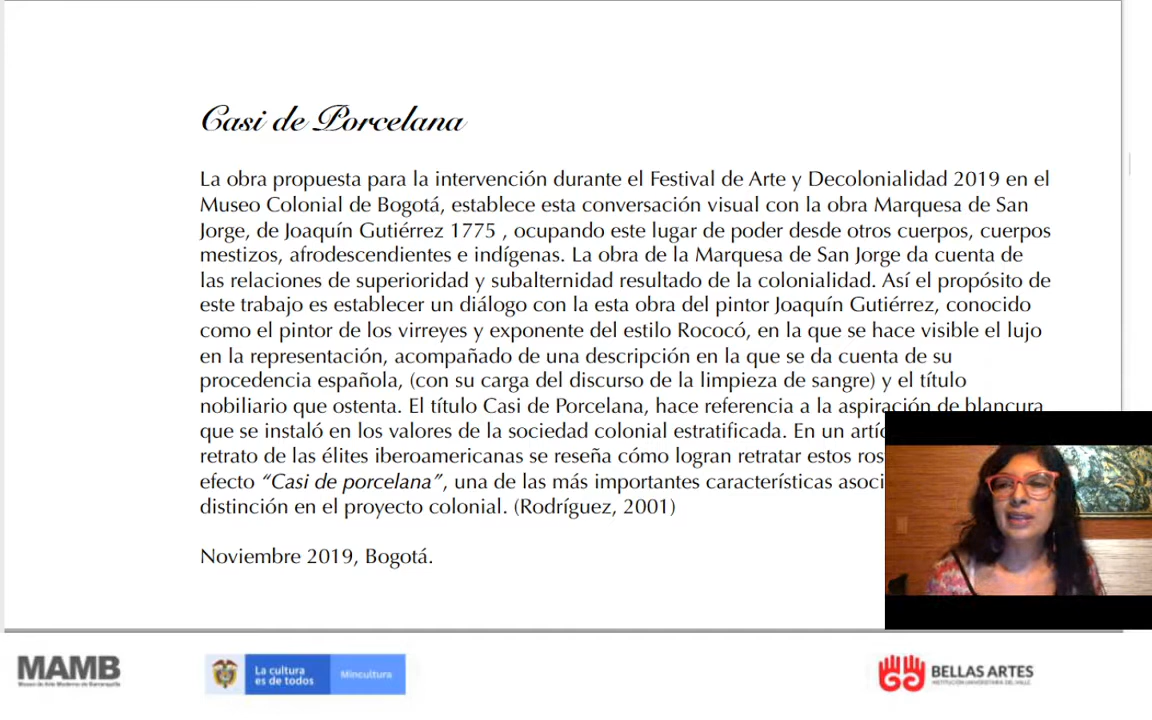 Casi de Porcelana
La obra propuesta para la intervención durante el Festival de Arte y Decolonialidad 2019 en el
Museo Colonial de Bogotá, establece esta conversación visual con la obra Marquesa de San
Jorge, de Joaquín Gutiérrez 1775 , ocupando este lugar de poder desde otros cuerpos, cuerpos
mestizos, afrodescendientes e indígenas. La obra de la Marquesa de San Jorge da cuenta de
las relaciones de superioridad y subalternidad resultado de la colonialidad. Así el propósito de
este trabajo es establecer un diálogo con la esta obra del pintor Joaquín Gutiérrez, conocido
como el pintor de los virreyes y exponente del estilo Rococó, en la que se hace visible el lujo
en la representación, acompañado de una descripción en la que se da cuenta de su
procedencia española, (con su carga del discurso de la limpieza de sangre) y el título
nobiliario que ostenta. El título Casi de Porcelana, hace referencia a la aspiración de blancura
que se instaló en los valores de la sociedad colonial estratificada. En un
retrato de las élites iberoamericanas se reseña cómo logran retratar estos
efecto “Casi de porcelana”, una de las más importantes características
distinción en el proyecto colonial. (Rodríguez, 2001)
Noviembre 2019, Bogotá.
MAMB
Museo de Arte Moderno de Barranquilla
La cultura
es de todos
Mincultura
BELLAS ARTES
INSTITUCIÓN UNIVERSITARIA DEL VALLE